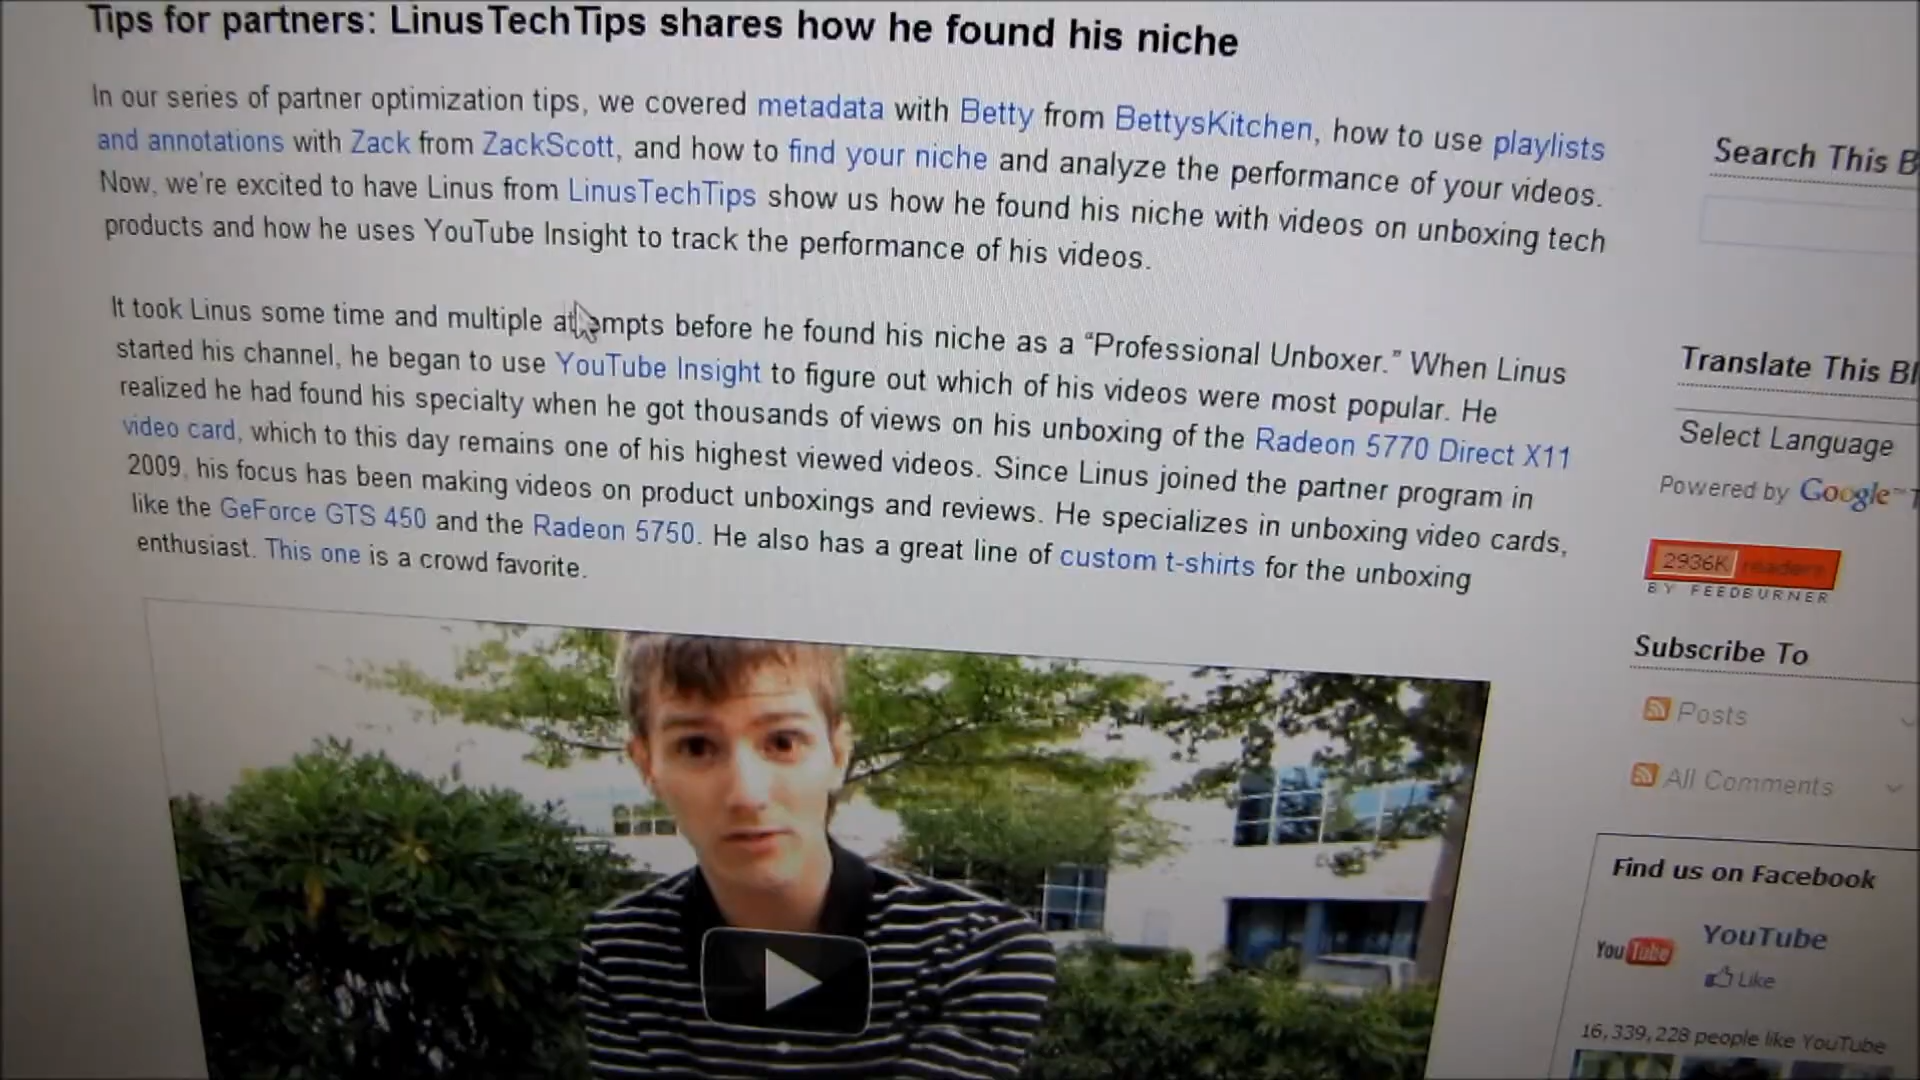 Tips for partners: LinusTechTips shares how he found his niche
In our series of partner optimization tips, we covered metadata with Betty from BettysKitchen, how to use playlists
and annotations with Zack from ZackScott, and how to find your niche and analyze the performance of your videos.
Now, we're excited to have Linus from LinusTechTips show us how he found his niche with videos on unboxing tech
products and how he uses YouTube Insight to track the performance of his videos.
It took Linus some time and multiple attempts before he found his niche as a “Professional Unboxer.” When Linus
started his channel, he began to use YouTube Insight to figure out which of his videos were most popular. He
realized he had found his specialty when he got thousands of views on his unboxing of the Radeon 5770 Direct X11
video card, which to this day remains one of his highest viewed videos. Since Linus joined the partner program in
2009, his focus has been making videos on product unboxings and reviews. He specializes in unboxing video cards,
like the GeForce GTS 450 and the Radeon 5750. He also has a great line of custom t-shirts for the unboxing
enthusiast. This one is a crowd favorite.
Search This B
Translate This Bl
Select Language
Powered by Google™ T
2936K readers
BY FEEDBURNER
Subscribe To
Posts
All Comments
Find us on Facebook
YouTube
YouTube
Like
16,339,228 people like YouTube